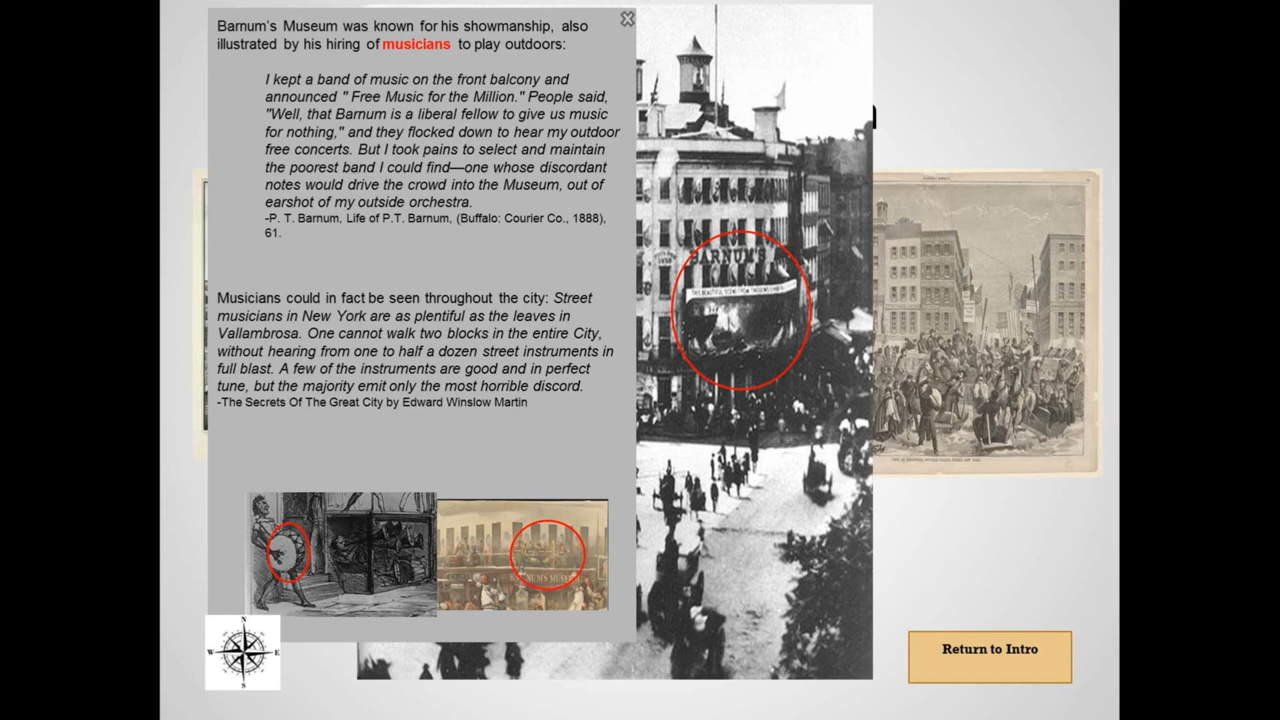 Barnum's Museum was known for his showmanship, also
illustrated by his hiring of musicians to play outdoors:
I kept a band of music on the front balcony and
announced " Free Music for the Million." People said,
"Well, that Barnum is a liberal fellow to give us music
for nothing," and they flocked down to hear my outdoor
free concerts. But I took pains to select and maintain
the poorest band I could find—one whose discordant
notes would drive the crowd into the Museum, out of
earshot of my outside orchestra.
-P. T. Barnum, Life of P.T. Barnum, (Buffalo: Courier Co., 1888),
61.
Musicians could in fact be seen throughout the city: Street
musicians in New York are as plentiful as the leaves in
Vallambrosa. One cannot walk two blocks in the entire City,
without hearing from one to half a dozen street instruments in
full blast. A few of the instruments are good and in perfect
tune, but the majority emit only the most horrible discord.
-The Secrets Of The Great City by Edward Winslow Martin
BARNUM'S
NUM'S MUSEUM
N
W E
S
Return to Intro